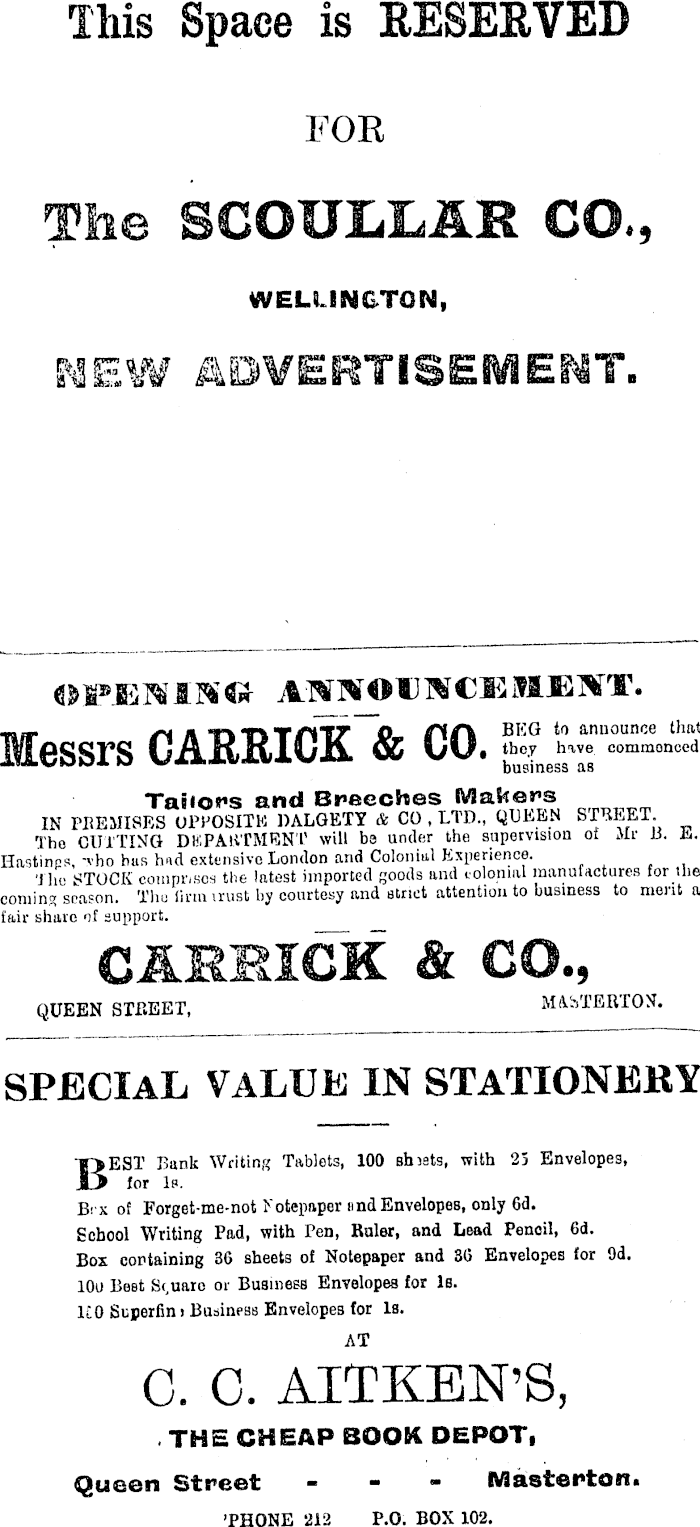 This Space is RESERVED
FOR
The SCOULLAR CO.,
WELLINGTON,
NEW ADVERTISEMENT.
OPENING ANNOUNCEMENT.
Messrs CARRICK & CO. BEG to announce that
they have commenced
business as
Tailors and Breeches Makers
IN PREMISES OPPOSITE DALGETY & CO., LTD., QUEEN STREET.
The CUTTING DEPARTMENT will be under the supervision of Mr B. E.
Hastings, who has had extensive London and Colonial Experience.
The STOCK comprises the latest imported goods and colonial manufactures for the
coming season. The firm trust by courtesy and strict attention to business to merit a
fair share of support.
CARRICK & CO.,
QUEEN STREET, MASTERTON.
SPECIAL VALUE IN STATIONERY
BEST Bank Writing Tablets, 100 sheets, with 25 Envelopes,
for 1s.
Box of Forget-me-not Notepaper and Envelopes, only 6d.
School Writing Pad, with Pen, Ruler, and Lead Pencil, 6d.
Box containing 36 sheets of Notepaper and 36 Envelopes for 9d.
100 Best Square or Business Envelopes for 1s.
Superfine Business Envelopes for 1s.
AT
C. C. AITKEN'S,
THE CHEAP BOOK DEPOT,
Queen Street - - - Masterton.
'PHONE 212 P.O. BOX 102.